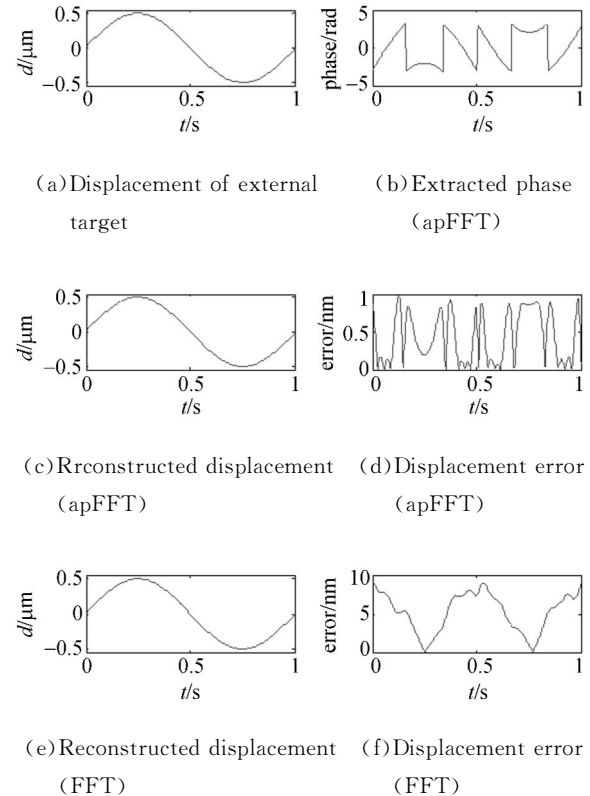 0.5
0
−0.5
d/μm
0 0.5 1
t/s
5
0
−5
phase/rad
0 0.5 1
t/s
(a)Displacement of external
target
(b)Extracted phase
(apFFT)
0.5
0
−0.5
d/μm
0 0.5 1
t/s
1
0.5
0
error/nm
0 0.5 1
t/s
(c)Rrconstructed displacement
(apFFT)
(d)Displacement error
(apFFT)
0.5
0
−0.5
d/μm
0 0.5 1
t/s
10
5
0
error/nm
0 0.5 1
t/s
(e)Reconstructed displacement
(FFT)
(f)Displacement error
(FFT)